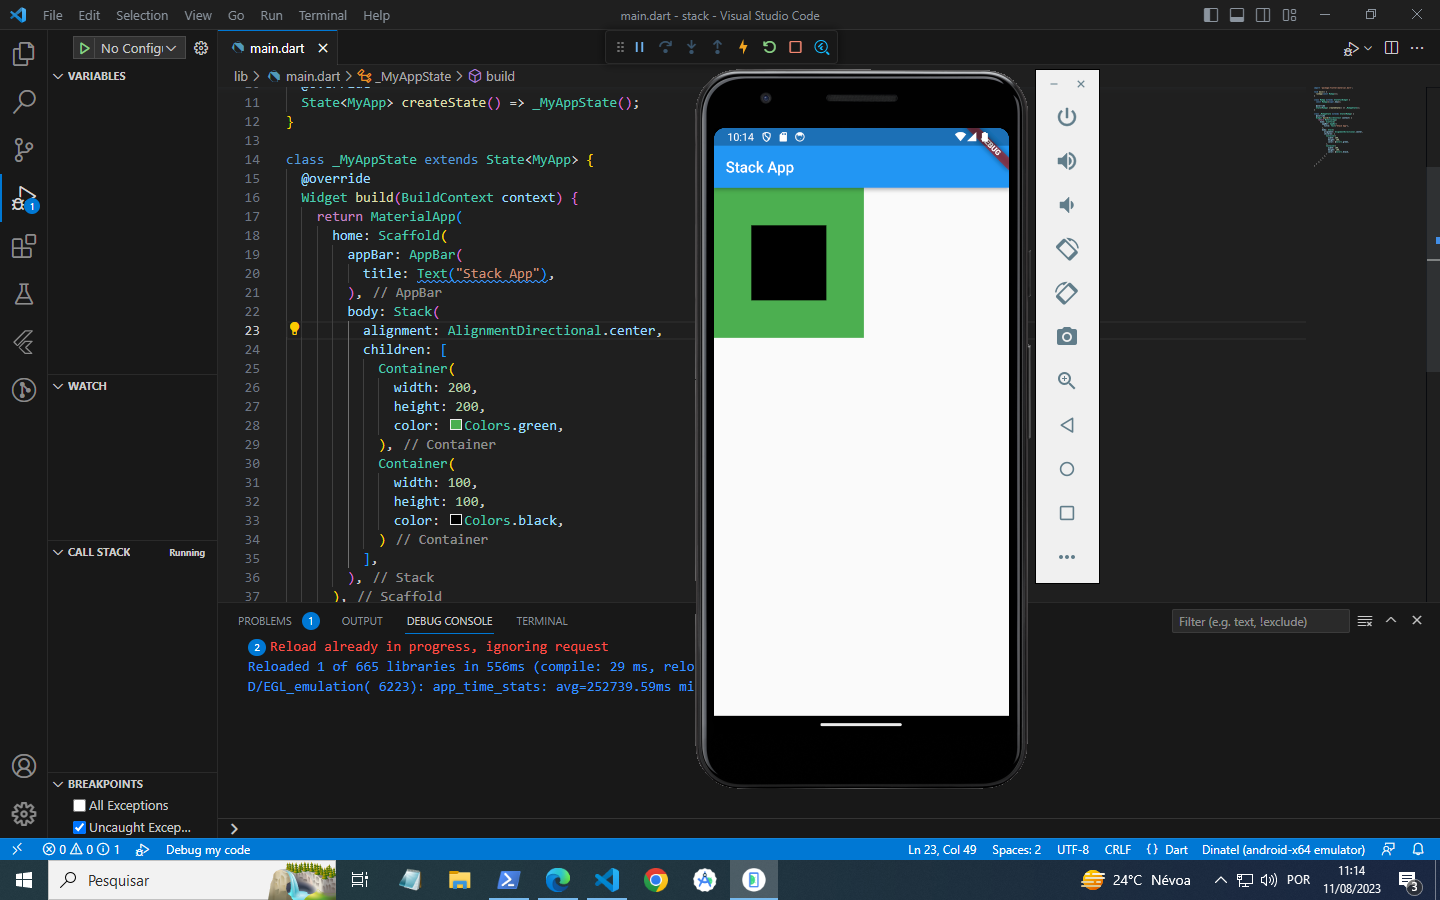 File Edit Selection View Go Run Terminal Help
main.dart - stack - Visual Studio Code
No Config
main.dart
VARIABLES
lib > main.dart > _MyAppState > build
11 State<MyApp> createState() => _MyAppState();
12 }
13
14 class _MyAppState extends State<MyApp> {
15 @override
16 Widget build(BuildContext context) {
17 return MaterialApp(
18 home: Scaffold(
19 appBar: AppBar(
20 title: Text("Stack App"),
21 ), // AppBar
22 body: Stack(
23 alignment: AlignmentDirectional.center,
24 children: [
25 Container(
26 width: 200,
27 height: 200,
28 color: Colors.green,
29 ), // Container
30 Container(
31 width: 100,
32 height: 100,
33 color: Colors.black,
34 ) // Container
35 ],
36 ), // Stack
37 ), // Scaffold
10:14
DEBUG
Stack App
1
WATCH
CALL STACK Running
BREAKPOINTS
All Exceptions
Uncaught Excep...
PROBLEMS 1 OUTPUT DEBUG CONSOLE TERMINAL
Filter (e.g. text, !exclude)
2 Reload already in progress, ignoring request
Reloaded 1 of 665 libraries in 556ms (compile: 29 ms, relo
D/EGL_emulation( 6223): app_time_stats: avg=252739.59ms mi
0 0 1 Debug my code
Ln 23, Col 49 Spaces: 2 UTF-8 CRLF {} Dart Dinatel (android-x64 emulator)
Pesquisar
24°C Névoa
POR
11:14
11/08/2023
3